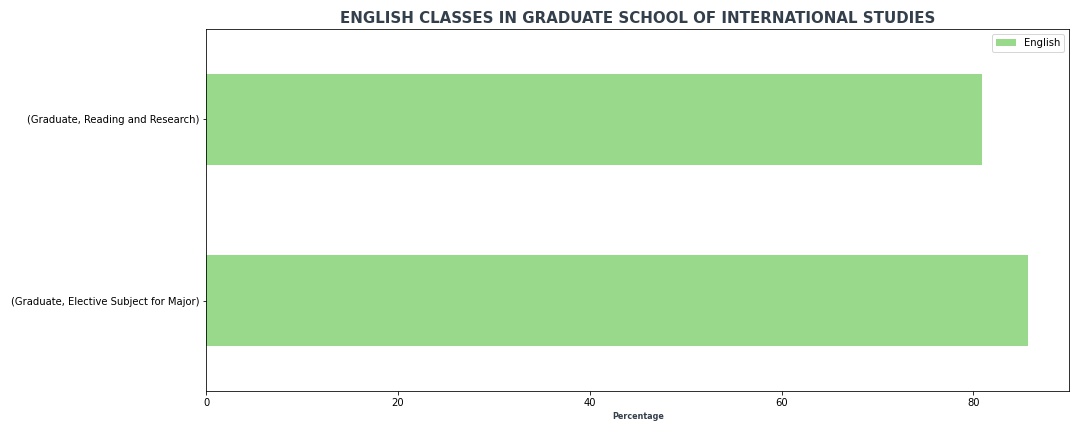 ENGLISH CLASSES IN GRADUATE SCHOOL OF INTERNATIONAL STUDIES
English
(Graduate, Reading and Research)
(Graduate, Elective Subject for Major)
0 20 40 60 80
Percentage